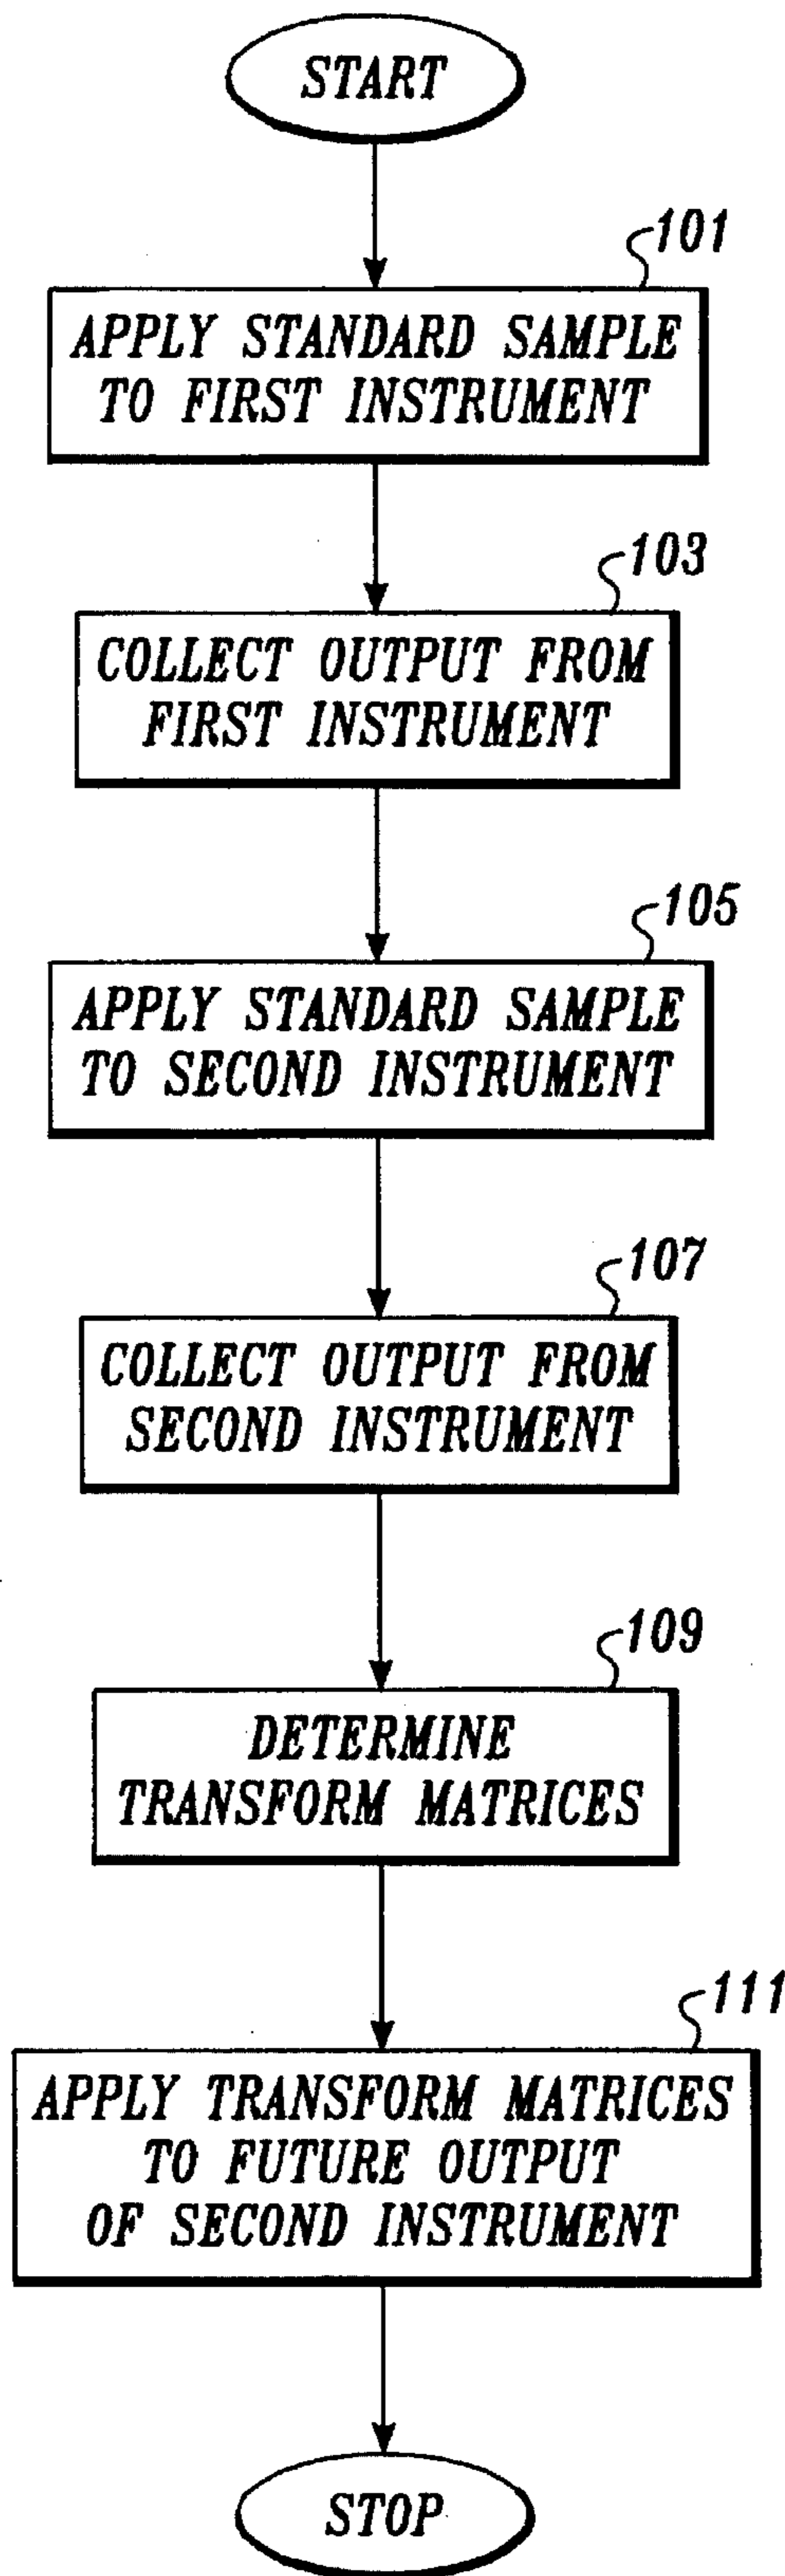 START
101
APPLY STANDARD SAMPLE
TO FIRST INSTRUMENT
103
COLLECT OUTPUT FROM
FIRST INSTRUMENT
105
APPLY STANDARD SAMPLE
TO SECOND INSTRUMENT
107
COLLECT OUTPUT FROM
SECOND INSTRUMENT
109
DETERMINE
TRANSFORM MATRICES
111
APPLY TRANSFORM MATRICES
TO FUTURE OUTPUT
OF SECOND INSTRUMENT
STOP